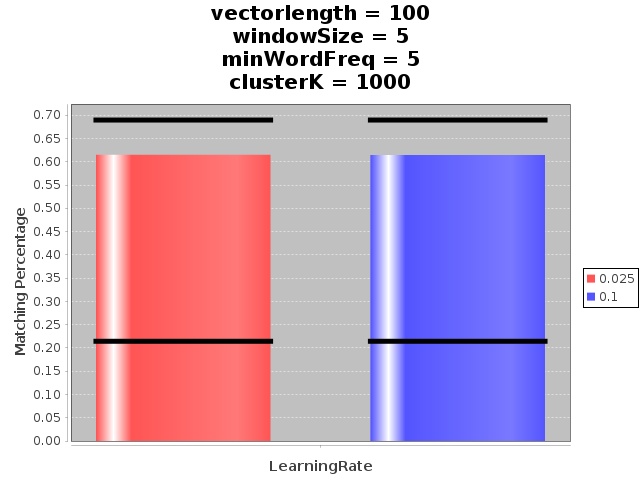 vectorlength = 100
windowSize = 5
minWordFreq = 5
clusterK = 1000
0.70
0.65
0.60
0.55
0.50
0.45
0.40
0.35
0.30
0.25
0.20
0.15
0.10
0.05
0.00
Matching Percentage
LearningRate
0.025
0.1